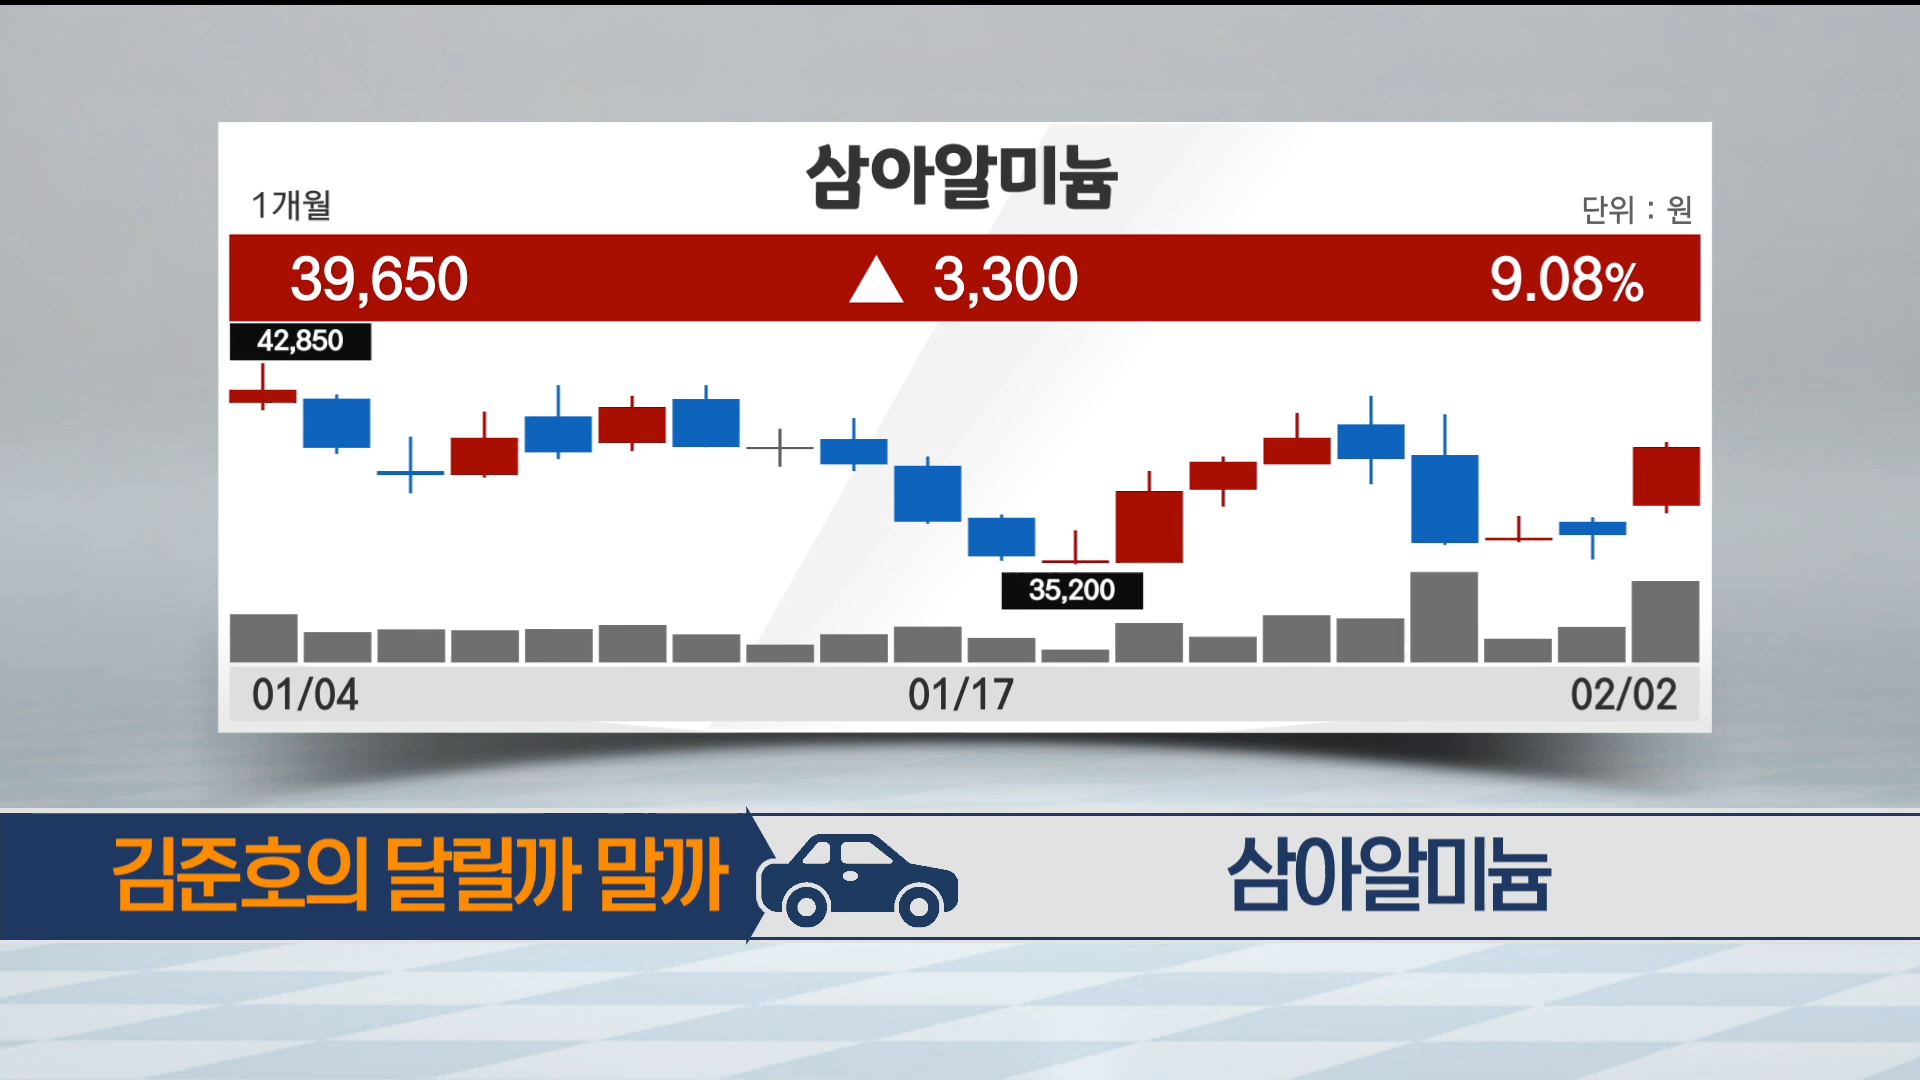 삼아알미늄
1개월
단위 : 원
39,650 ▲ 3,300 9.08%
42,850
35,200
01/04 01/17 02/02
김준호의 달릴까 말까
삼아알미늄